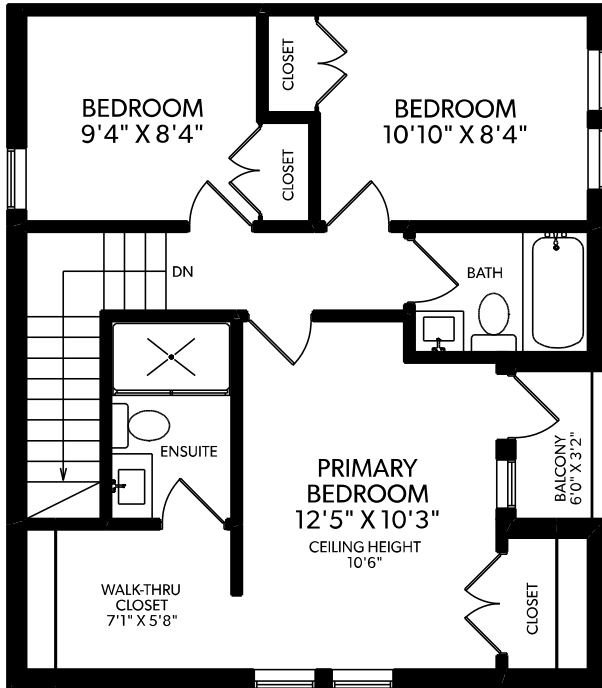 BEDROOM
9'4" X 8'4"
CLOSET
BEDROOM
10'10" X 8'4"
CLOSET
DN
BATH
ENSUITE
PRIMARY
BEDROOM
12'5" X 10'3"
CEILING HEIGHT
10'6"
BALCONY
6'0" X 3'2"
WALK-THRU
CLOSET
7'1" X 5'8"
CLOSET